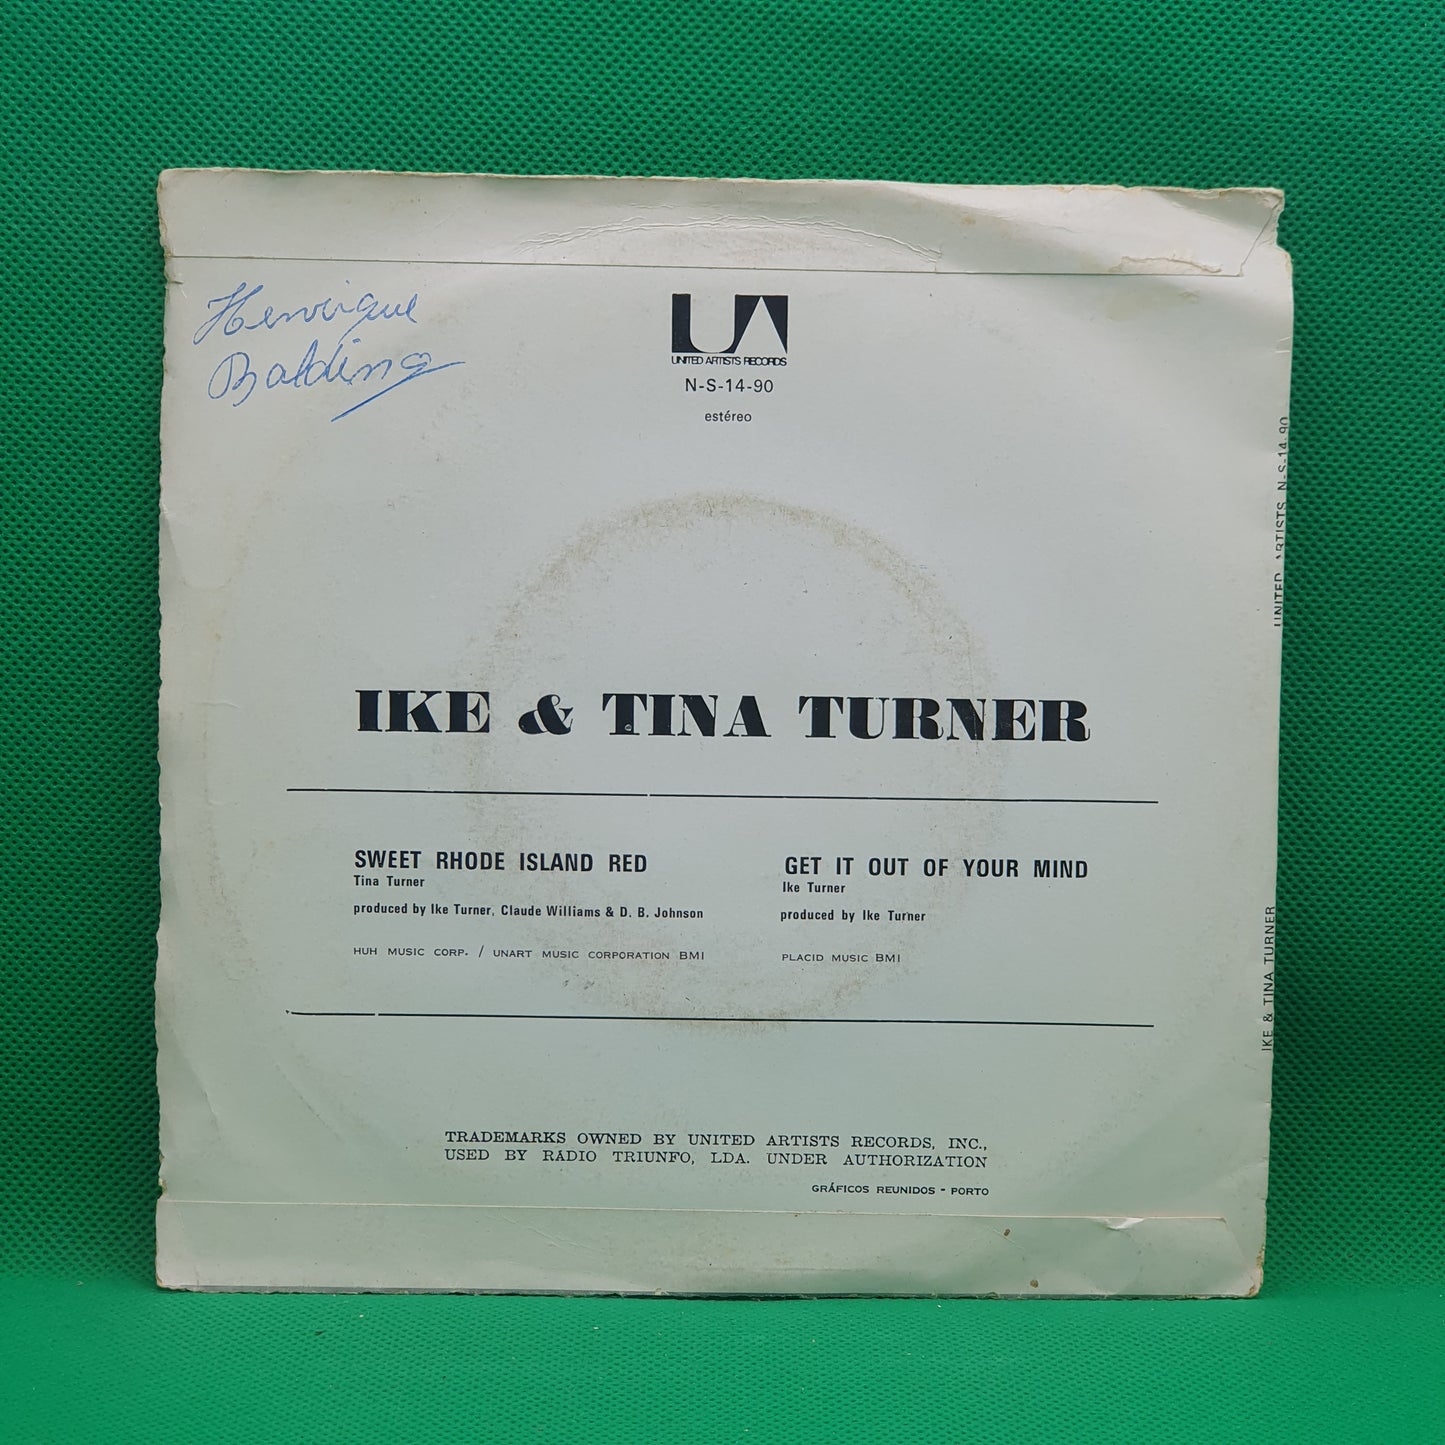 Henrique
Baldino
UA
UNITED ARTISTS RECORDS
N-S-14-90
estéreo
IKE & TINA TURNER
SWEET RHODE ISLAND RED
Tina Turner
produced by Ike Turner, Claude Williams & D. B. Johnson
HUH MUSIC CORP. / UNART MUSIC CORPORATION BMI
GET IT OUT OF YOUR MIND
Ike Turner
produced by Ike Turner
PLACID MUSIC BMI
TRADEMARKS OWNED BY UNITED ARTISTS RECORDS, INC.,
USED BY RADIO TRIUNFO, LDA. UNDER AUTHORIZATION
GRÁFICOS REUNIDOS - PORTO
IKE & TINA TURNER
UNITED ARTISTS N-S-14-90